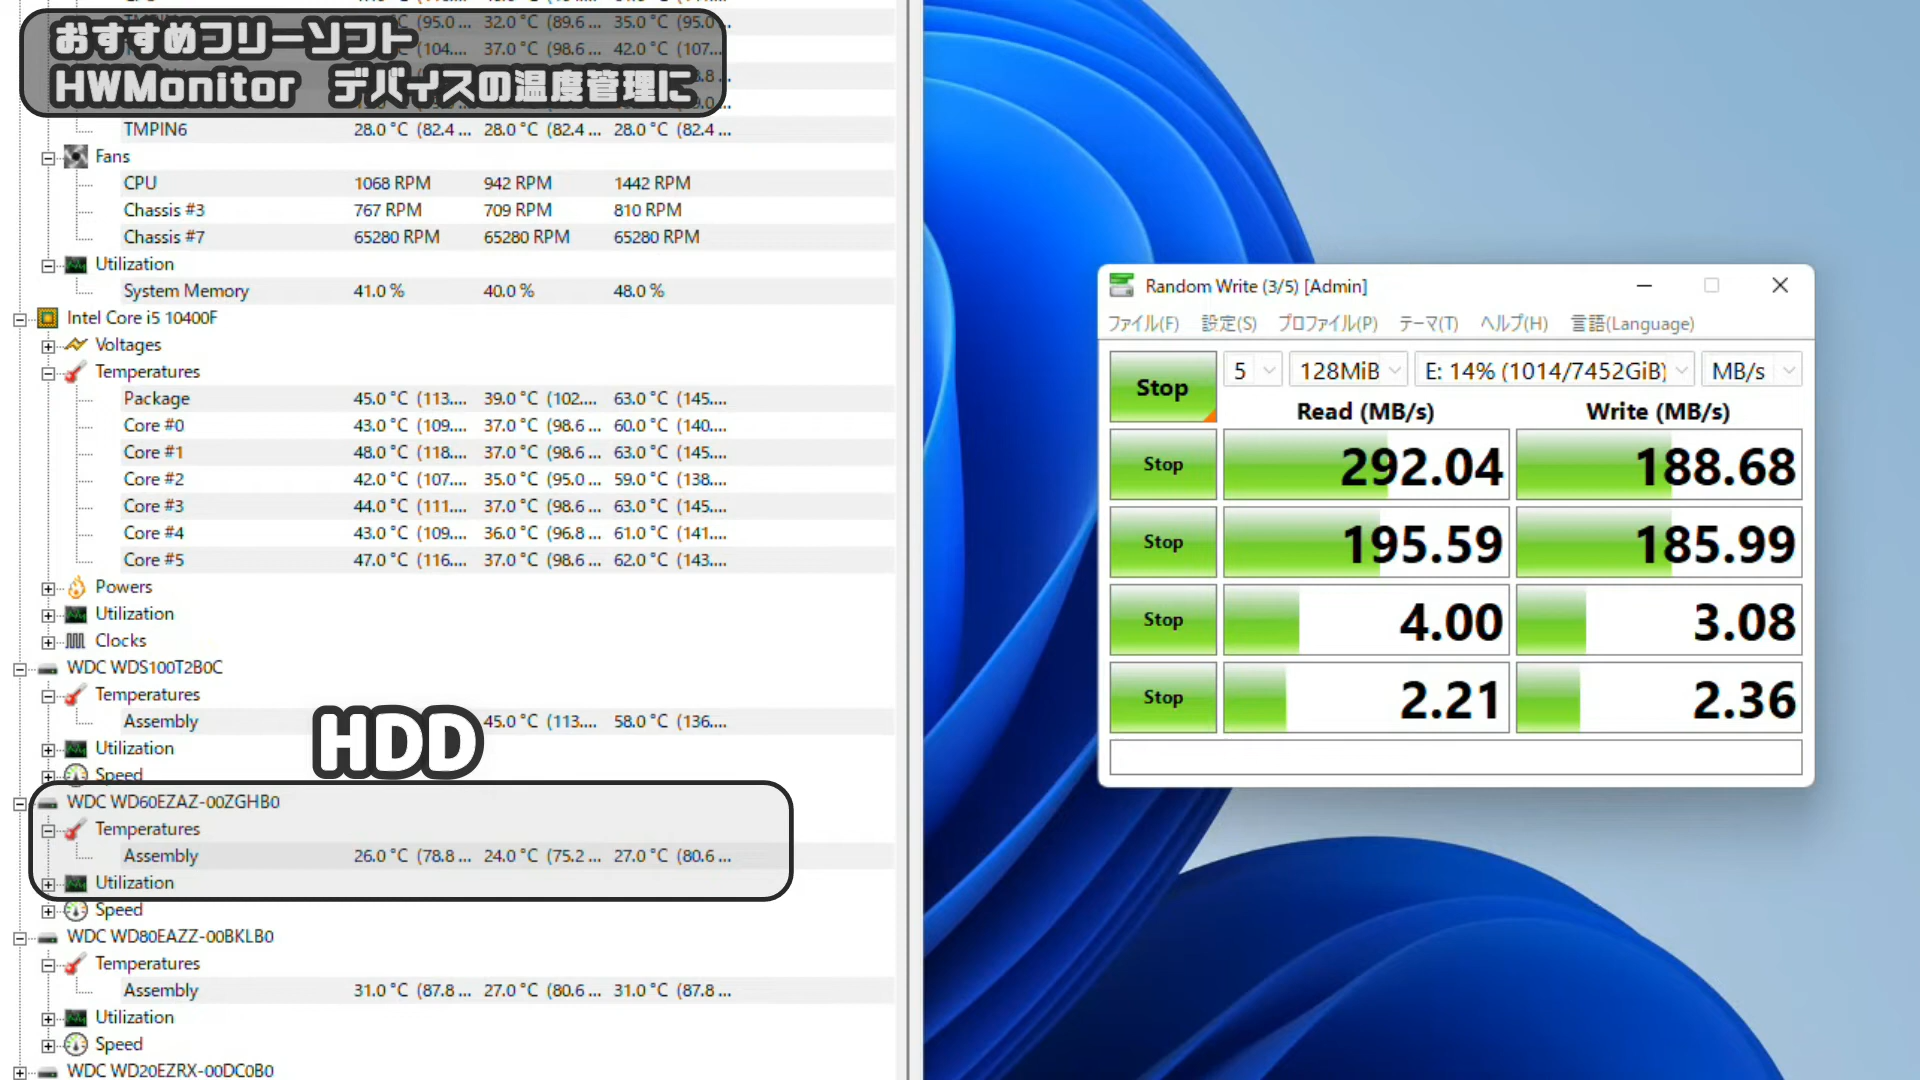 おすすめフリーソフト
HWMonitor デバイスの温度管理に
TMPIN6 28.0 °C (82.4 ... 28.0 °C (82.4 ... 28.0 °C (82.4 ...
Fans
CPU 1068 RPM 942 RPM 1442 RPM
Chassis #3 767 RPM 709 RPM 810 RPM
Chassis #7 65280 RPM 65280 RPM 65280 RPM
Utilization
System Memory 41.0 % 40.0 % 48.0 %
Intel Core i5 10400F
Voltages
Temperatures
Package 45.0 °C (113.... 39.0 °C (102.... 63.0 °C (145....
Core #0 43.0 °C (109.... 37.0 °C (98.6 ... 60.0 °C (140....
Core #1 48.0 °C (118.... 37.0 °C (98.6 ... 63.0 °C (145....
Core #2 42.0 °C (107.... 35.0 °C (95.0 ... 59.0 °C (138....
Core #3 44.0 °C (111.... 37.0 °C (98.6 ... 63.0 °C (145....
Core #4 43.0 °C (109.... 36.0 °C (96.8 ... 61.0 °C (141....
Core #5 47.0 °C (116.... 37.0 °C (98.6 ... 62.0 °C (143....
Powers
Utilization
Clocks
WDC WDS100T2B0C
Temperatures
Assembly 45.0 °C (113.... 58.0 °C (136....
HDD
Utilization
Speed
WDC WD60EZAZ-00ZGHB0
Temperatures
Assembly 26.0 °C (78.8 ... 24.0 °C (75.2 ... 27.0 °C (80.6 ...
Utilization
Speed
WDC WD80EAZZ-00BKLB0
Temperatures
Assembly 31.0 °C (87.8 ... 27.0 °C (80.6 ... 31.0 °C (87.8 ...
Utilization
Speed
WDC WD20EZRX-00DC0B0
Random Write (3/5) [Admin]
ファイル(F) 設定(S) プロファイル(P) テーマ(T) ヘルプ(H) 言語(Language)
Stop 5 128MiB E: 14% (1014/7452GiB) MB/s
Read (MB/s) Write (MB/s)
Stop 292.04 188.68
Stop 195.59 185.99
Stop 4.00 3.08
Stop 2.21 2.36